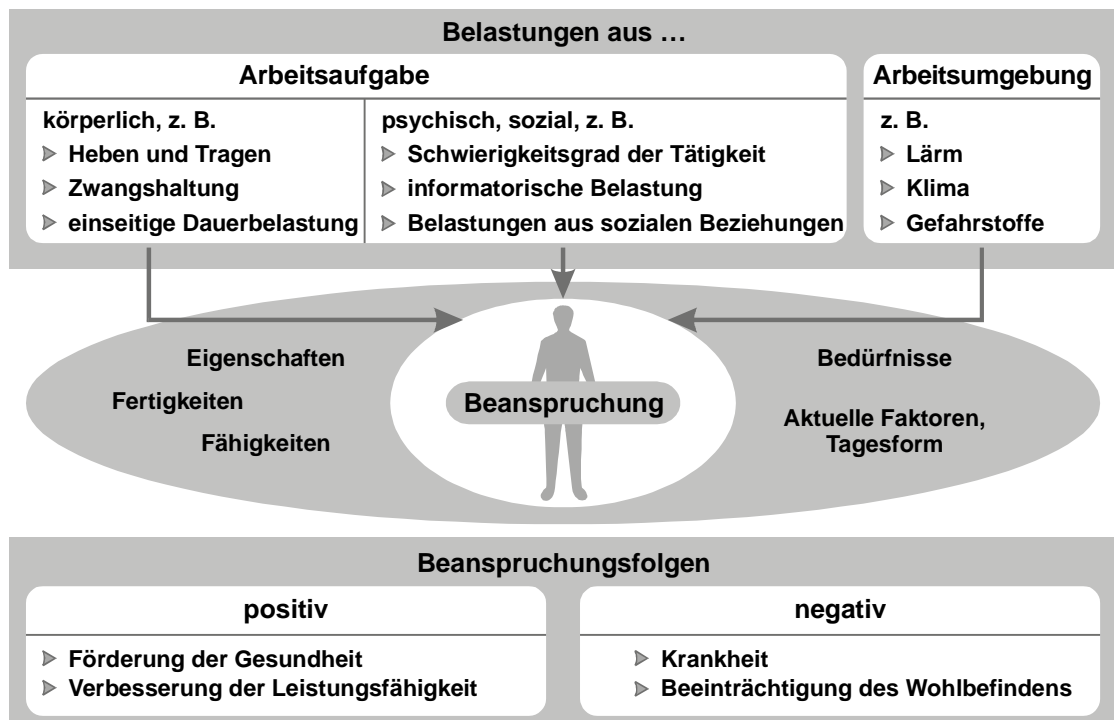 Belastungen aus …
Arbeitsaufgabe
körperlich, z. B.
Heben und Tragen
Zwangshaltung
einseitige Dauerbelastung
psychisch, sozial, z. B.
Schwierigkeitsgrad der Tätigkeit
informatorische Belastung
Belastungen aus sozialen Beziehungen
Arbeitsumgebung
z. B.
Lärm
Klima
Gefahrstoffe
Eigenschaften
Fertigkeiten
Fähigkeiten
Beanspruchung
Bedürfnisse
Aktuelle Faktoren,
Tagesform
Beanspruchungsfolgen
positiv
Förderung der Gesundheit
Verbesserung der Leistungsfähigkeit
negativ
Krankheit
Beeinträchtigung des Wohlbefindens